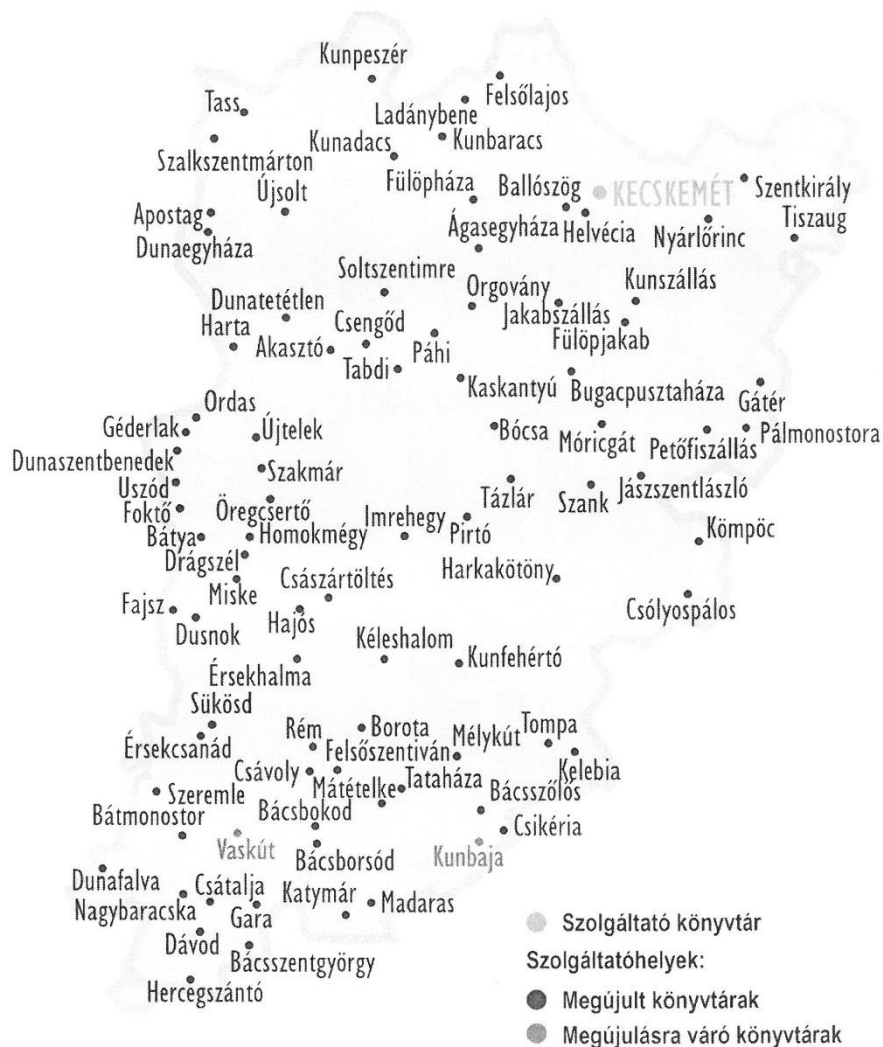 Kunpeszér
Felsőlajos
Tass
Ladánybene
Kunadacs
Kunbaracs
Szalkszentmárton
Fülöpháza
Ballószög
KECSKEMÉT
Szentkirály
Újsolt
Apostag
Ágasegyháza
Helvécia
Nyárlőrinc
Tiszaug
Dunaegyháza
Soltszentimre
Orgovány
Kunszállás
Dunatetétlen
Jakabszállás
Harta
Csengőd
Akasztó
Páhi
Fülöpjakab
Tabdi
Kaskantyú
Bugacpusztaháza
Gátér
Ordas
Géderlak
Újtelek
Bócsa
Móricgát
Petőfiszállás
Pálmonostora
Dunaszentbenedek
Szakmár
Uszód
Tázlár
Szank
Jászszentlászló
Foktő
Öregcsertő
Imrehegy
Pirtó
Kömpöc
Bátya
Homokmégy
Drágszél
Harkakötöny
Császártöltés
Miske
Fajsz
Hajós
Csólyospálos
Dusnok
Kéleshalom
Kunfehértó
Érsekhalma
Sükösd
Rém
Borota
Mélykút
Tompa
Érsekcsanád
Felsőszentiván
Kelebia
Csávoly
Mátételke
Tataháza
Szeremle
Bácsszőlős
Bácsbokod
Bátmonostor
Csikéria
Vaskút
Bácsborsód
Kunbaja
Dunafalva
Csátalja
Katymár
Madaras
Nagybaracska
Gara
Dávod
Bácsszentgyörgy
Hercegszántó
Szolgáltató könyvtár
Szolgáltatóhelyek:
Megújult könyvtárak
Megújulásra váró könyvtárak